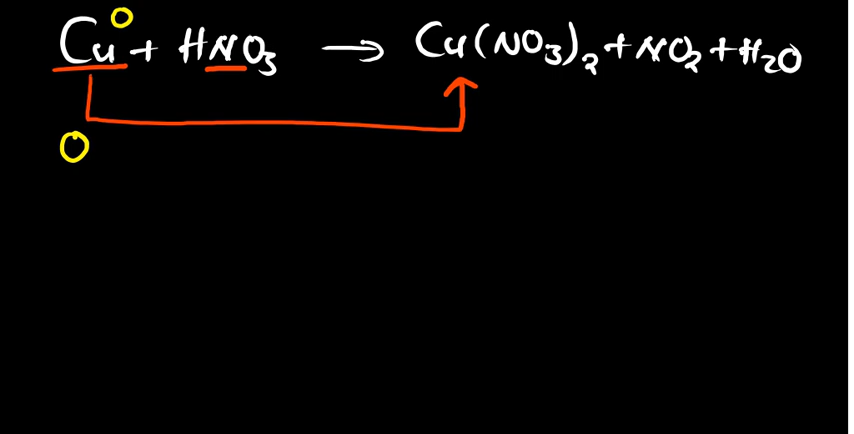 Cu⁰ + HNO₃ → Cu(NO₃)₂ + NO₂ + H₂O
0